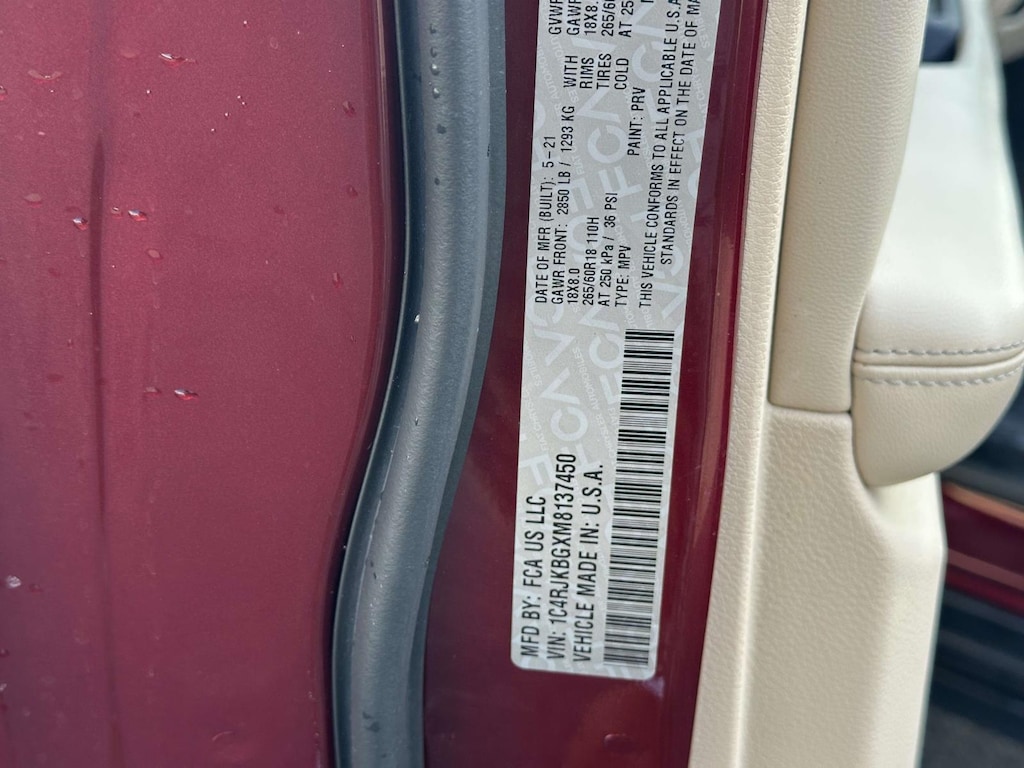 MFD BY: FCA US LLC
DATE OF MFR (BUILT): 5-21
GVWR
VIN: 1C4RJKBGXM8137450
GAWR FRONT: 2850 LB / 1293 KG WITH
18X8.0 RIMS
VEHICLE MADE IN: U.S.A.
265/60R18 110H TIRES
AT 250 kPa / 36 PSI COLD
TYPE: MPV PAINT: PRV
THIS VEHICLE CONFORMS TO ALL APPLICABLE U.S.A.
STANDARDS IN EFFECT ON THE DATE OF